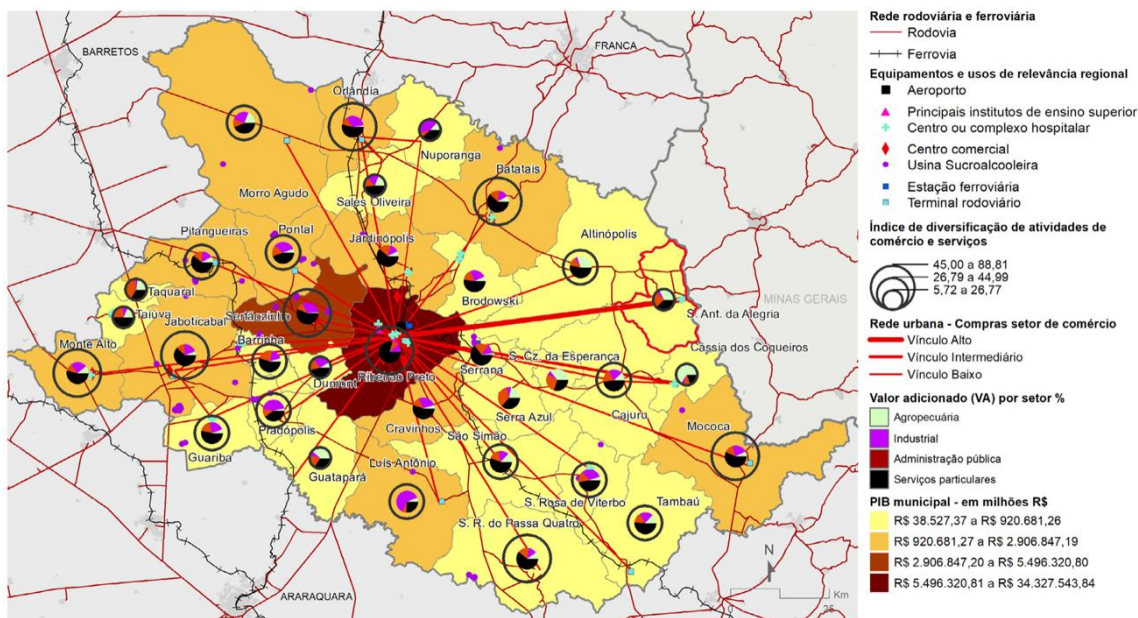 BARRETOS
FRANCA
Orlândia
Nuporanga
Batatais
Morro Agudo
Sales Oliveira
Altinópolis
Pitangueiras
Pontal
Jardinópolis
Taquaral
Brodowski
MINAS GERAIS
Taiúva
Jaboticabal
Sertãozinho
S. Ant. da Alegria
Monte Alto
Barrinha
Cássia dos Coqueiros
Ribeirão Preto
Serrana
S. Cz. da Esperança
Dumont
Serra Azul
Cajuru
Pradópolis
Cravinhos
Mococa
Guariba
São Simão
Guatapará
Luís Antônio
S. Rosa de Viterbo
Tambaú
S. R. do Passa Quatro
ARARAQUARA
N
0 25 Km
Rede rodoviária e ferroviária
Rodovia
Ferrovia
Equipamentos e usos de relevância regional
Aeroporto
Principais institutos de ensino superior
Centro ou complexo hospitalar
Centro comercial
Usina Sucroalcooleira
Estação ferroviária
Terminal rodoviário
Índice de diversificação de atividades de
comércio e serviços
45,00 a 88,81
26,79 a 44,99
5,72 a 26,77
Rede urbana - Compras setor de comércio
Vínculo Alto
Vínculo Intermediário
Vínculo Baixo
Valor adicionado (VA) por setor %
Agropecuária
Industrial
Administração pública
Serviços particulares
PIB municipal - em milhões R$
R$ 38.527,37 a R$ 920.681,26
R$ 920.681,27 a R$ 2.906.847,19
R$ 2.906.847,20 a R$ 5.496.320,80
R$ 5.496.320,81 a R$ 34.327.543,84